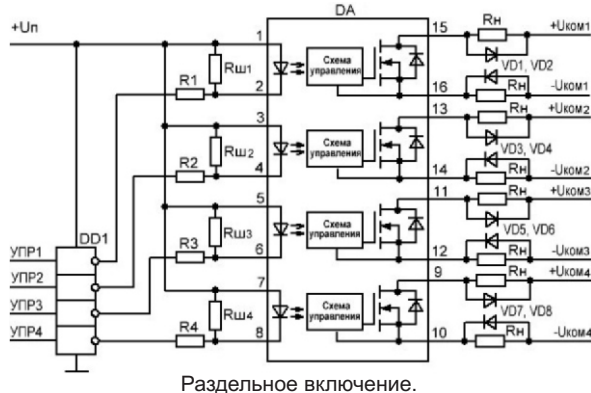 DA
+Uп
15
Rн
+Uком1
1
Rш1
Схема
управления
VD1, VD2
R1
2
16
Rн
-Uком1
13
+Uком2
3
Rн
Rш2
Схема
управления
VD3, VD4
R2
4
14
Rн
-Uком2
11
+Uком3
5
Rн
Rш3
Схема
управления
VD5, VD6
DD1
R3
6
12
Rн
-Uком3
УПР1
УПР2
УПР3
УПР4
9
+Uком4
7
Rн
Rш4
Схема
управления
VD7, VD8
R4
8
10
Rн
-Uком4
Раздельное включение.